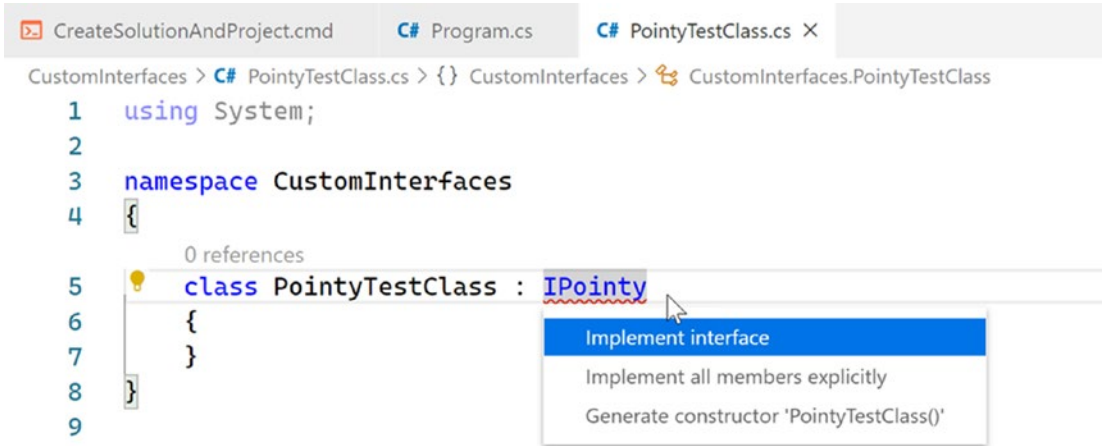 CreateSolutionAndProject.cmd C# Program.cs C# PointyTestClass.cs ×
CustomInterfaces > C# PointyTestClass.cs > {} CustomInterfaces > CustomInterfaces.PointyTestClass
1 using System;
2
3 namespace CustomInterfaces
4 {
0 references
5 class PointyTestClass : IPointy
6 {
7 }
8 }
9
Implement interface
Implement all members explicitly
Generate constructor 'PointyTestClass()'